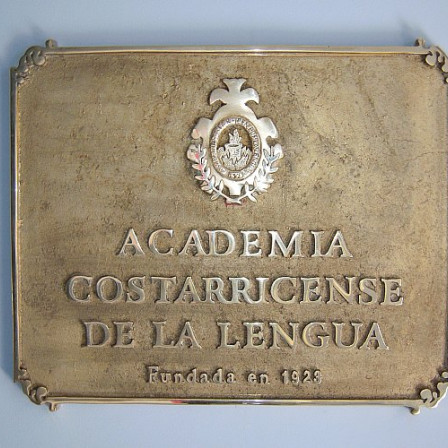 ACADEMIA
COSTARRICENSE
DE LA LENGUA
Fundada en 1923